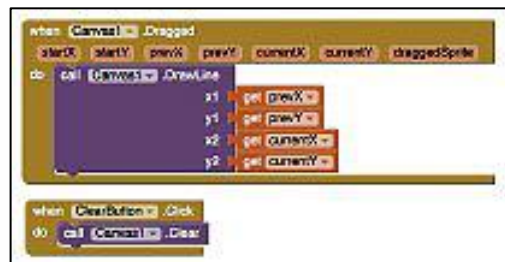 when Canvas1 .Dragged
startX startY prevX prevY currentX currentY draggedSprite
do call Canvas1 .DrawLine
x1 get prevX
y1 get prevY
x2 get currentX
y2 get currentY
when ClearButton .Click
do call Canvas1 .Clear